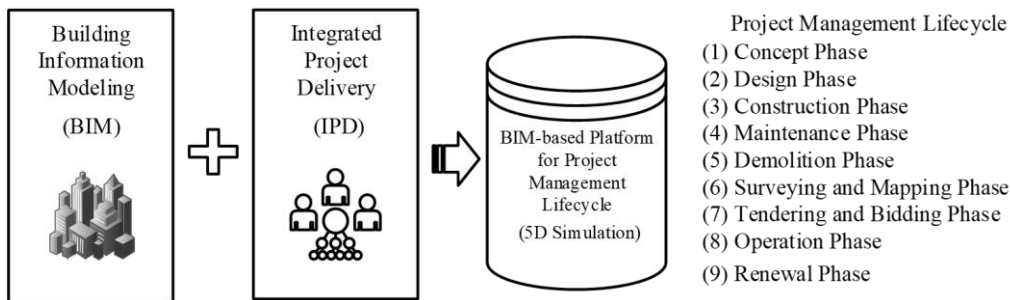 Building
Information
Modeling
(BIM)
Integrated
Project
Delivery
(IPD)
BIM-based Platform
for Project
Management
Lifecycle
(5D Simulation)
Project Management Lifecycle
(1) Concept Phase
(2) Design Phase
(3) Construction Phase
(4) Maintenance Phase
(5) Demolition Phase
(6) Surveying and Mapping Phase
(7) Tendering and Bidding Phase
(8) Operation Phase
(9) Renewal Phase